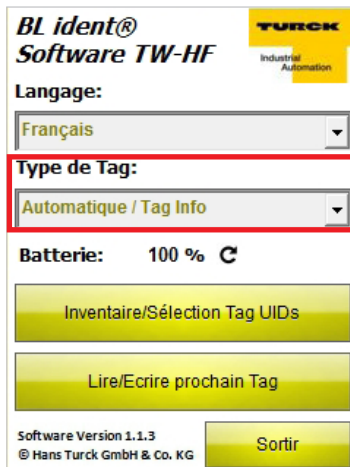 BL ident®
Software TW-HF
TURCK
Industrial
Automation
Langage:
Français
Type de Tag:
Automatique / Tag Info
Batterie: 100 %
Inventaire/Sélection Tag UIDs
Lire/Ecrire prochain Tag
Software Version 1.1.3
© Hans Turck GmbH & Co. KG
Sortir